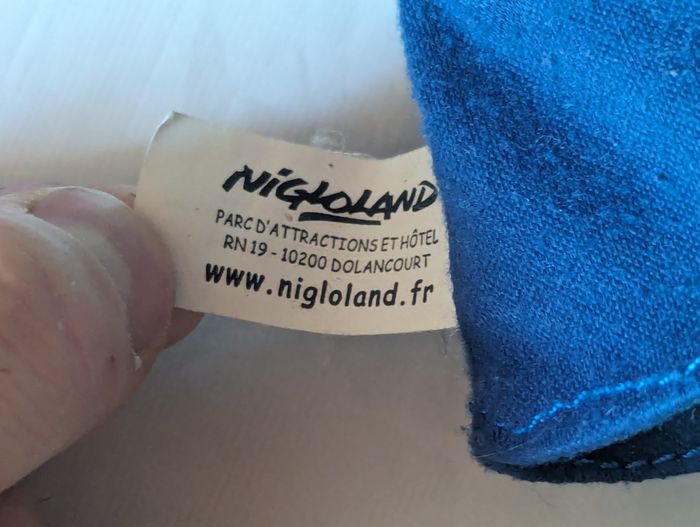 NiGLOLAND
PARC D'ATTRACTIONS ET HÔTEL
RN 19 - 10200 DOLANCOURT
www.nigloland.fr